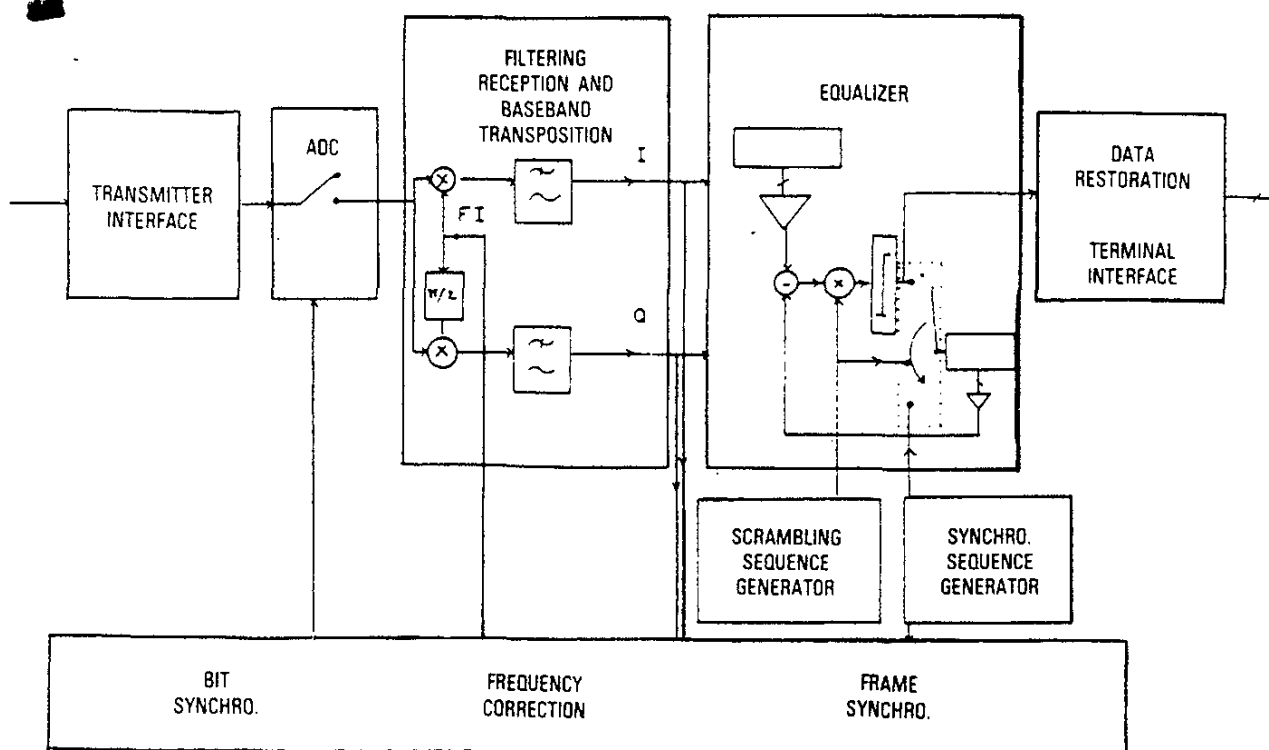 TRANSMITTER
INTERFACE
ADC
FILTERING
RECEPTION AND
BASEBAND
TRANSPOSITION
I
FI
π/2
Q
EQUALIZER
DATA
RESTORATION
TERMINAL
INTERFACE
SCRAMBLING
SEQUENCE
GENERATOR
SYNCHRO.
SEQUENCE
GENERATOR
BIT
SYNCHRO.
FREQUENCY
CORRECTION
FRAME
SYNCHRO.